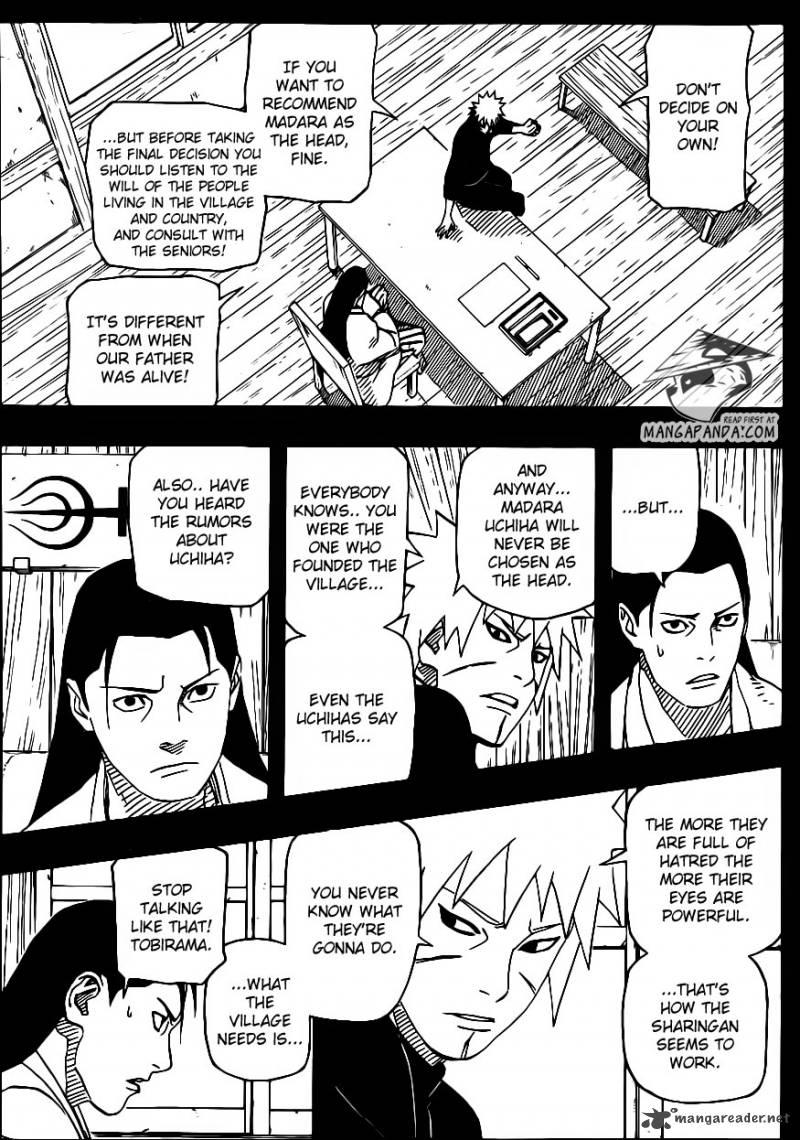 DON'T
DECIDE ON
YOUR
OWN!
IF YOU
WANT TO
RECOMMEND
MADARA AS
THE HEAD,
FINE.
...BUT BEFORE TAKING
THE FINAL DECISION YOU
SHOULD LISTEN TO THE
WILL OF THE PEOPLE
LIVING IN THE VILLAGE
AND COUNTRY,
AND CONSULT WITH
THE SENIORS!
IT'S DIFFERENT
FROM WHEN
OUR FATHER
WAS ALIVE!
READ FIRST AT
MANGAPANDA.COM
...BUT...
AND
ANYWAY...
MADARA
UCHIHA WILL
NEVER BE
CHOSEN AS
THE HEAD.
EVERYBODY
KNOWS.. YOU
WERE THE
ONE WHO
FOUNDED THE
VILLAGE...
EVEN THE
UCHIHAS SAY
THIS...
ALSO.. HAVE
YOU HEARD
THE RUMORS
ABOUT
UCHIHA?
THE MORE THEY
ARE FULL OF
HATRED THE
MORE THEIR
EYES ARE
POWERFUL.
...THAT'S
HOW THE
SHARINGAN
SEEMS TO
WORK.
YOU NEVER
KNOW WHAT
THEY'RE
GONNA DO.
STOP
TALKING
LIKE THAT!
TOBIRAMA.
...WHAT
THE
VILLAGE
NEEDS IS...
mangareader.net